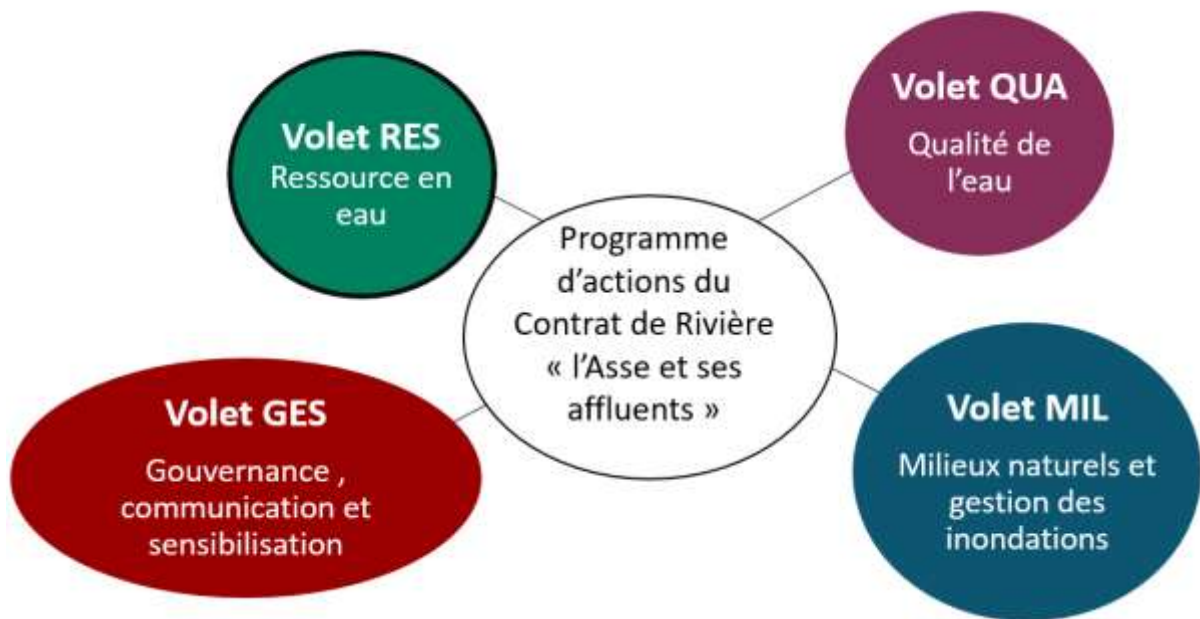 Volet RES
Ressource en
eau
Volet QUA
Qualité de
l'eau
Programme
d'actions du
Contrat de Rivière
« l'Asse et ses
affluents »
Volet GES
Gouvernance ,
communication et
sensibilisation
Volet MIL
Milieux naturels et
gestion des
inondations